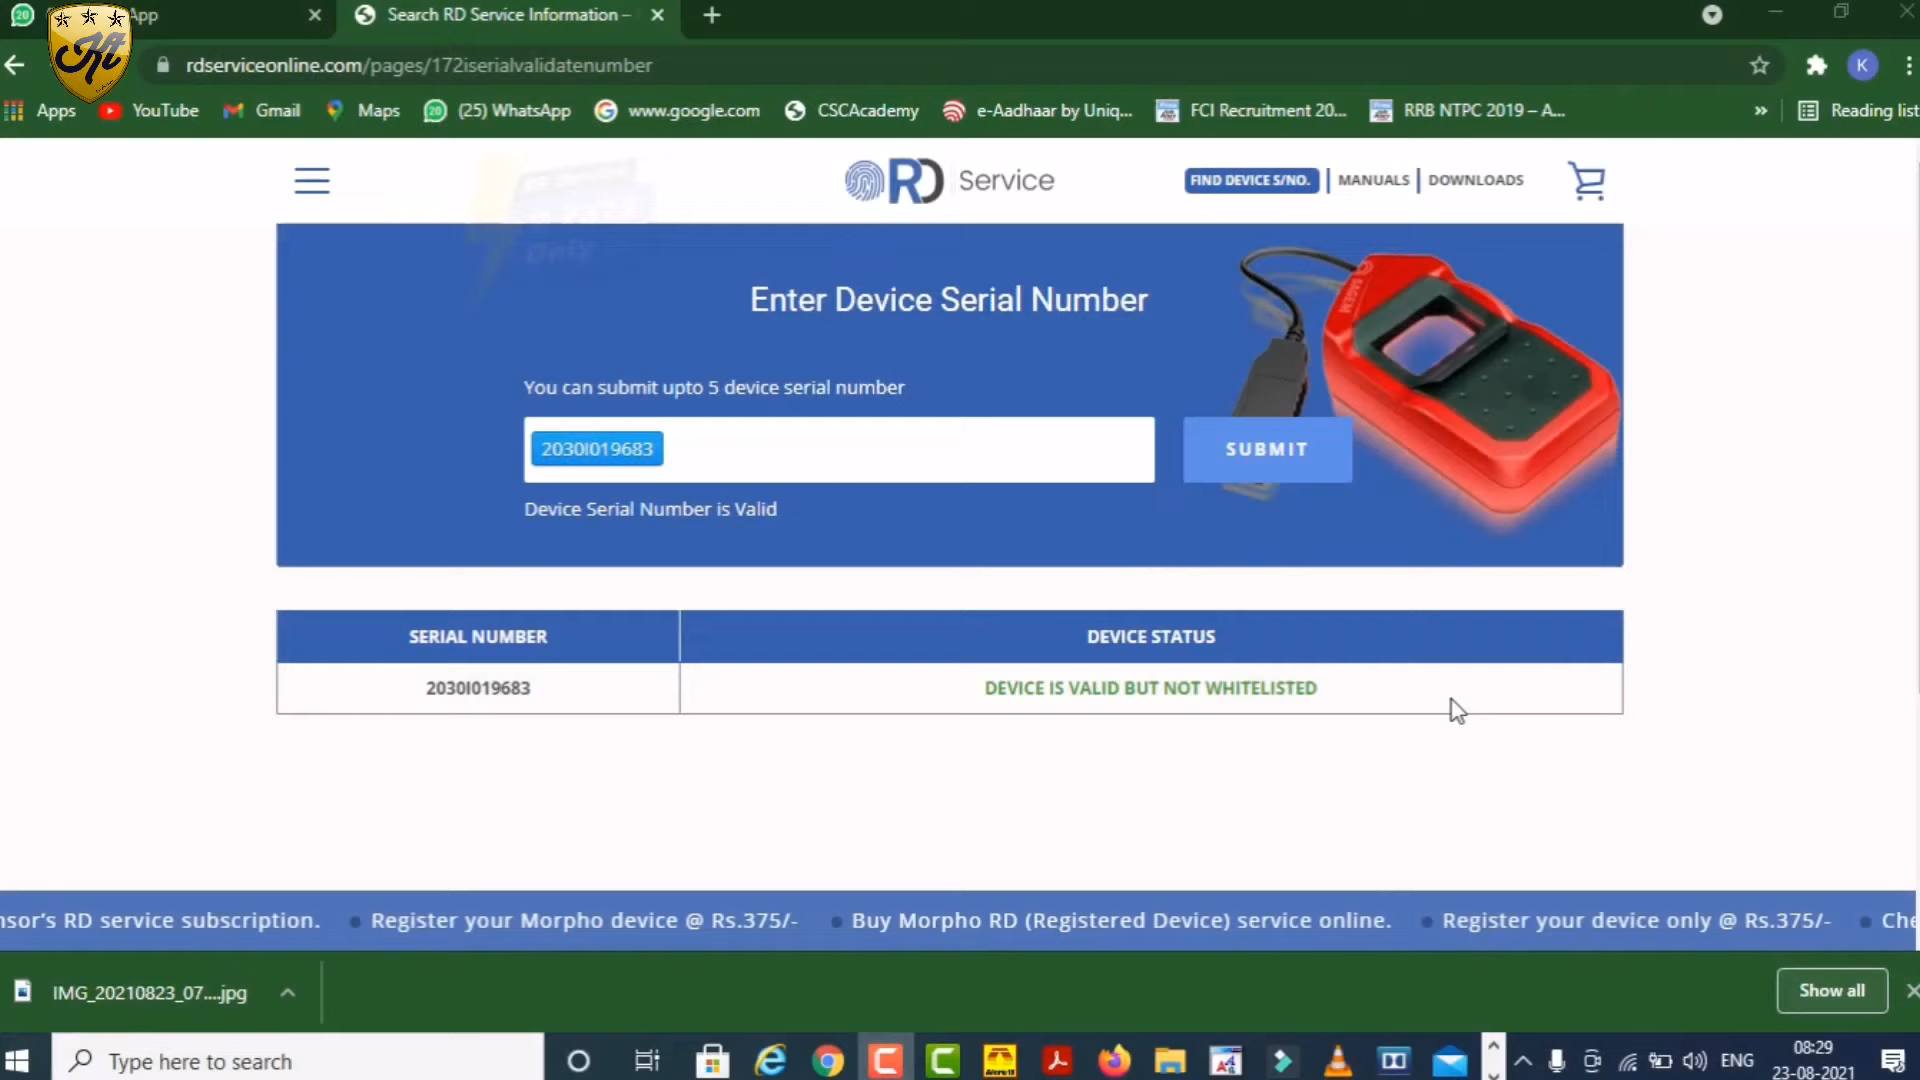 App
Search RD Service Information –
rdserviceonline.com/pages/172iserialvalidatenumber
K
Apps
YouTube
Gmail
Maps
(25) WhatsApp
www.google.com
CSCAcademy
e-Aadhaar by Uniq...
FCI Recruitment 20...
RRB NTPC 2019 – A...
»
Reading list
RD Service
FIND DEVICE S/NO.
MANUALS
DOWNLOADS
Enter Device Serial Number
SAGEM
You can submit upto 5 device serial number
2030I019683
SUBMIT
Device Serial Number is Valid
SERIAL NUMBER
DEVICE STATUS
2030I019683
DEVICE IS VALID BUT NOT WHITELISTED
nsor's RD service subscription. • Register your Morpho device @ Rs.375/- • Buy Morpho RD (Registered Device) service online. • Register your device only @ Rs.375/- • Che
IMG_20210823_07....jpg
Show all
Type here to search
ENG
08:29
23-08-2021